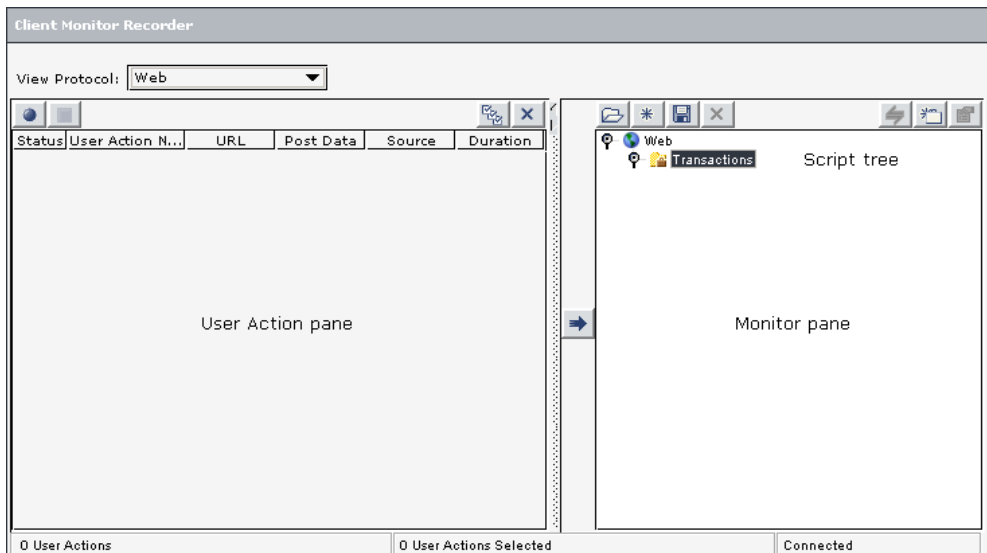 Client Monitor Recorder
View Protocol: Web
Status User Action N... URL Post Data Source Duration
Web
Transactions
Script tree
User Action pane
Monitor pane
0 User Actions
0 User Actions Selected
Connected